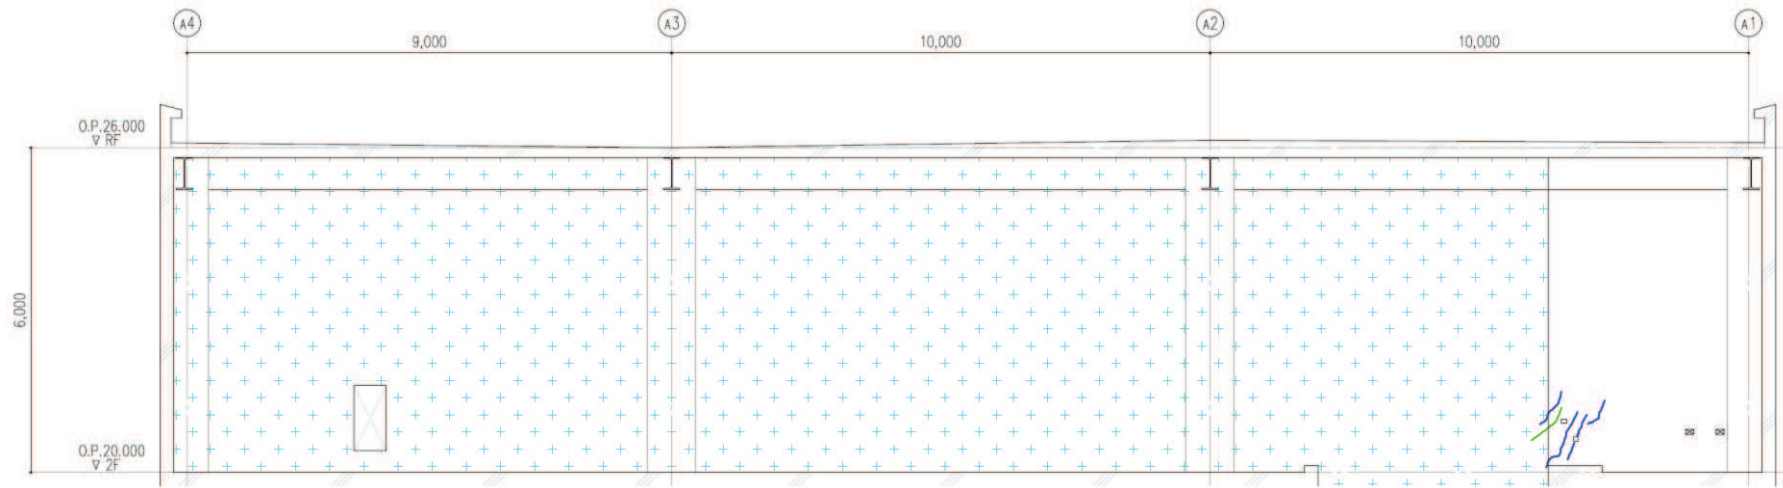 A4 A3 A2 A1
9,000 10,000 10,000
O.P.26.000
▽ RF
6,000
O.P.20.000
▽ 2F